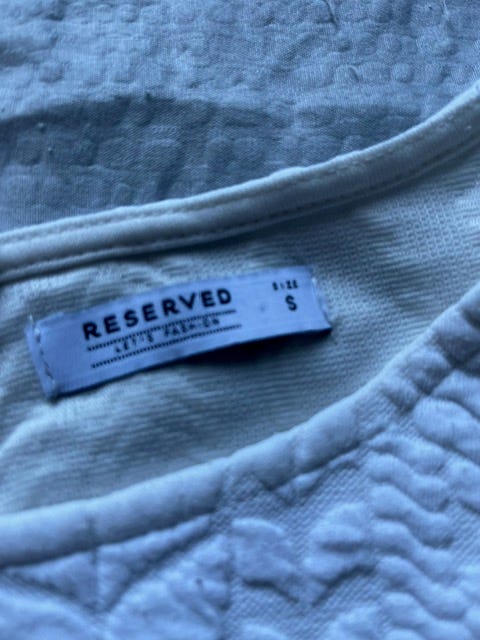 RESERVED
LET'S FASHION
SIZE
S